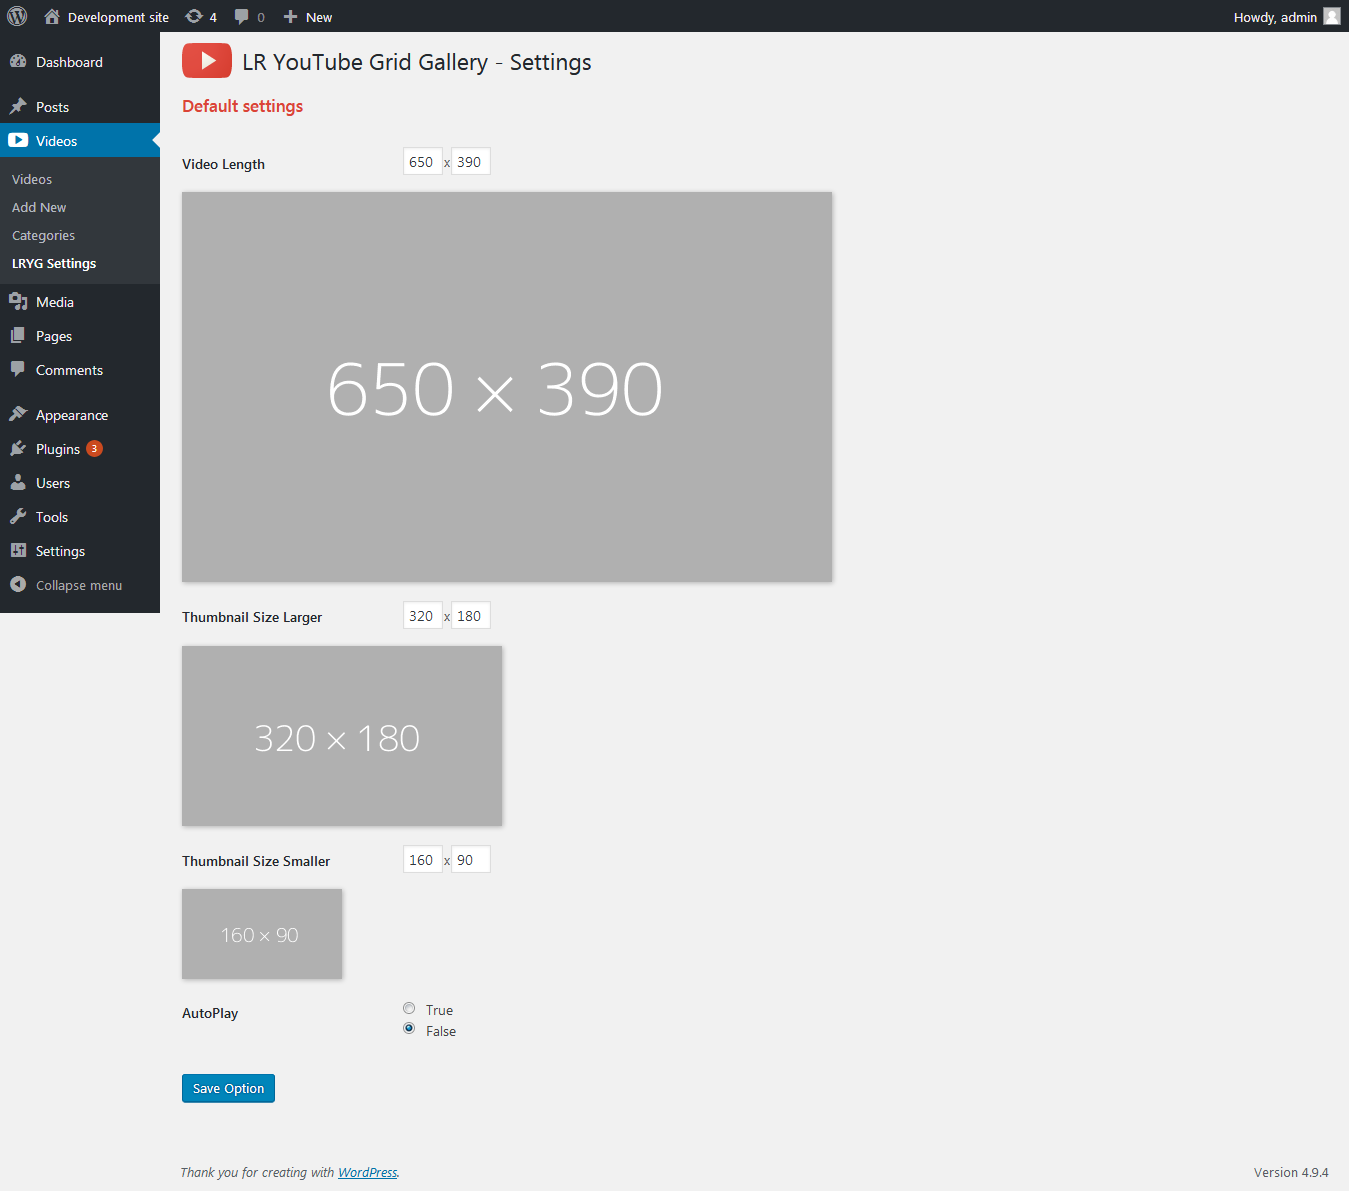 Development site 4 0 New Howdy, admin
Dashboard
Posts
Videos
Videos
Add New
Categories
LRYG Settings
Media
Pages
Comments
Appearance
Plugins 3
Users
Tools
Settings
Collapse menu
LR YouTube Grid Gallery - Settings
Default settings
Video Length 650 x 390
650 × 390
Thumbnail Size Larger 320 x 180
320 × 180
Thumbnail Size Smaller 160 x 90
160 × 90
AutoPlay True
False
Save Option
Thank you for creating with WordPress. Version 4.9.4